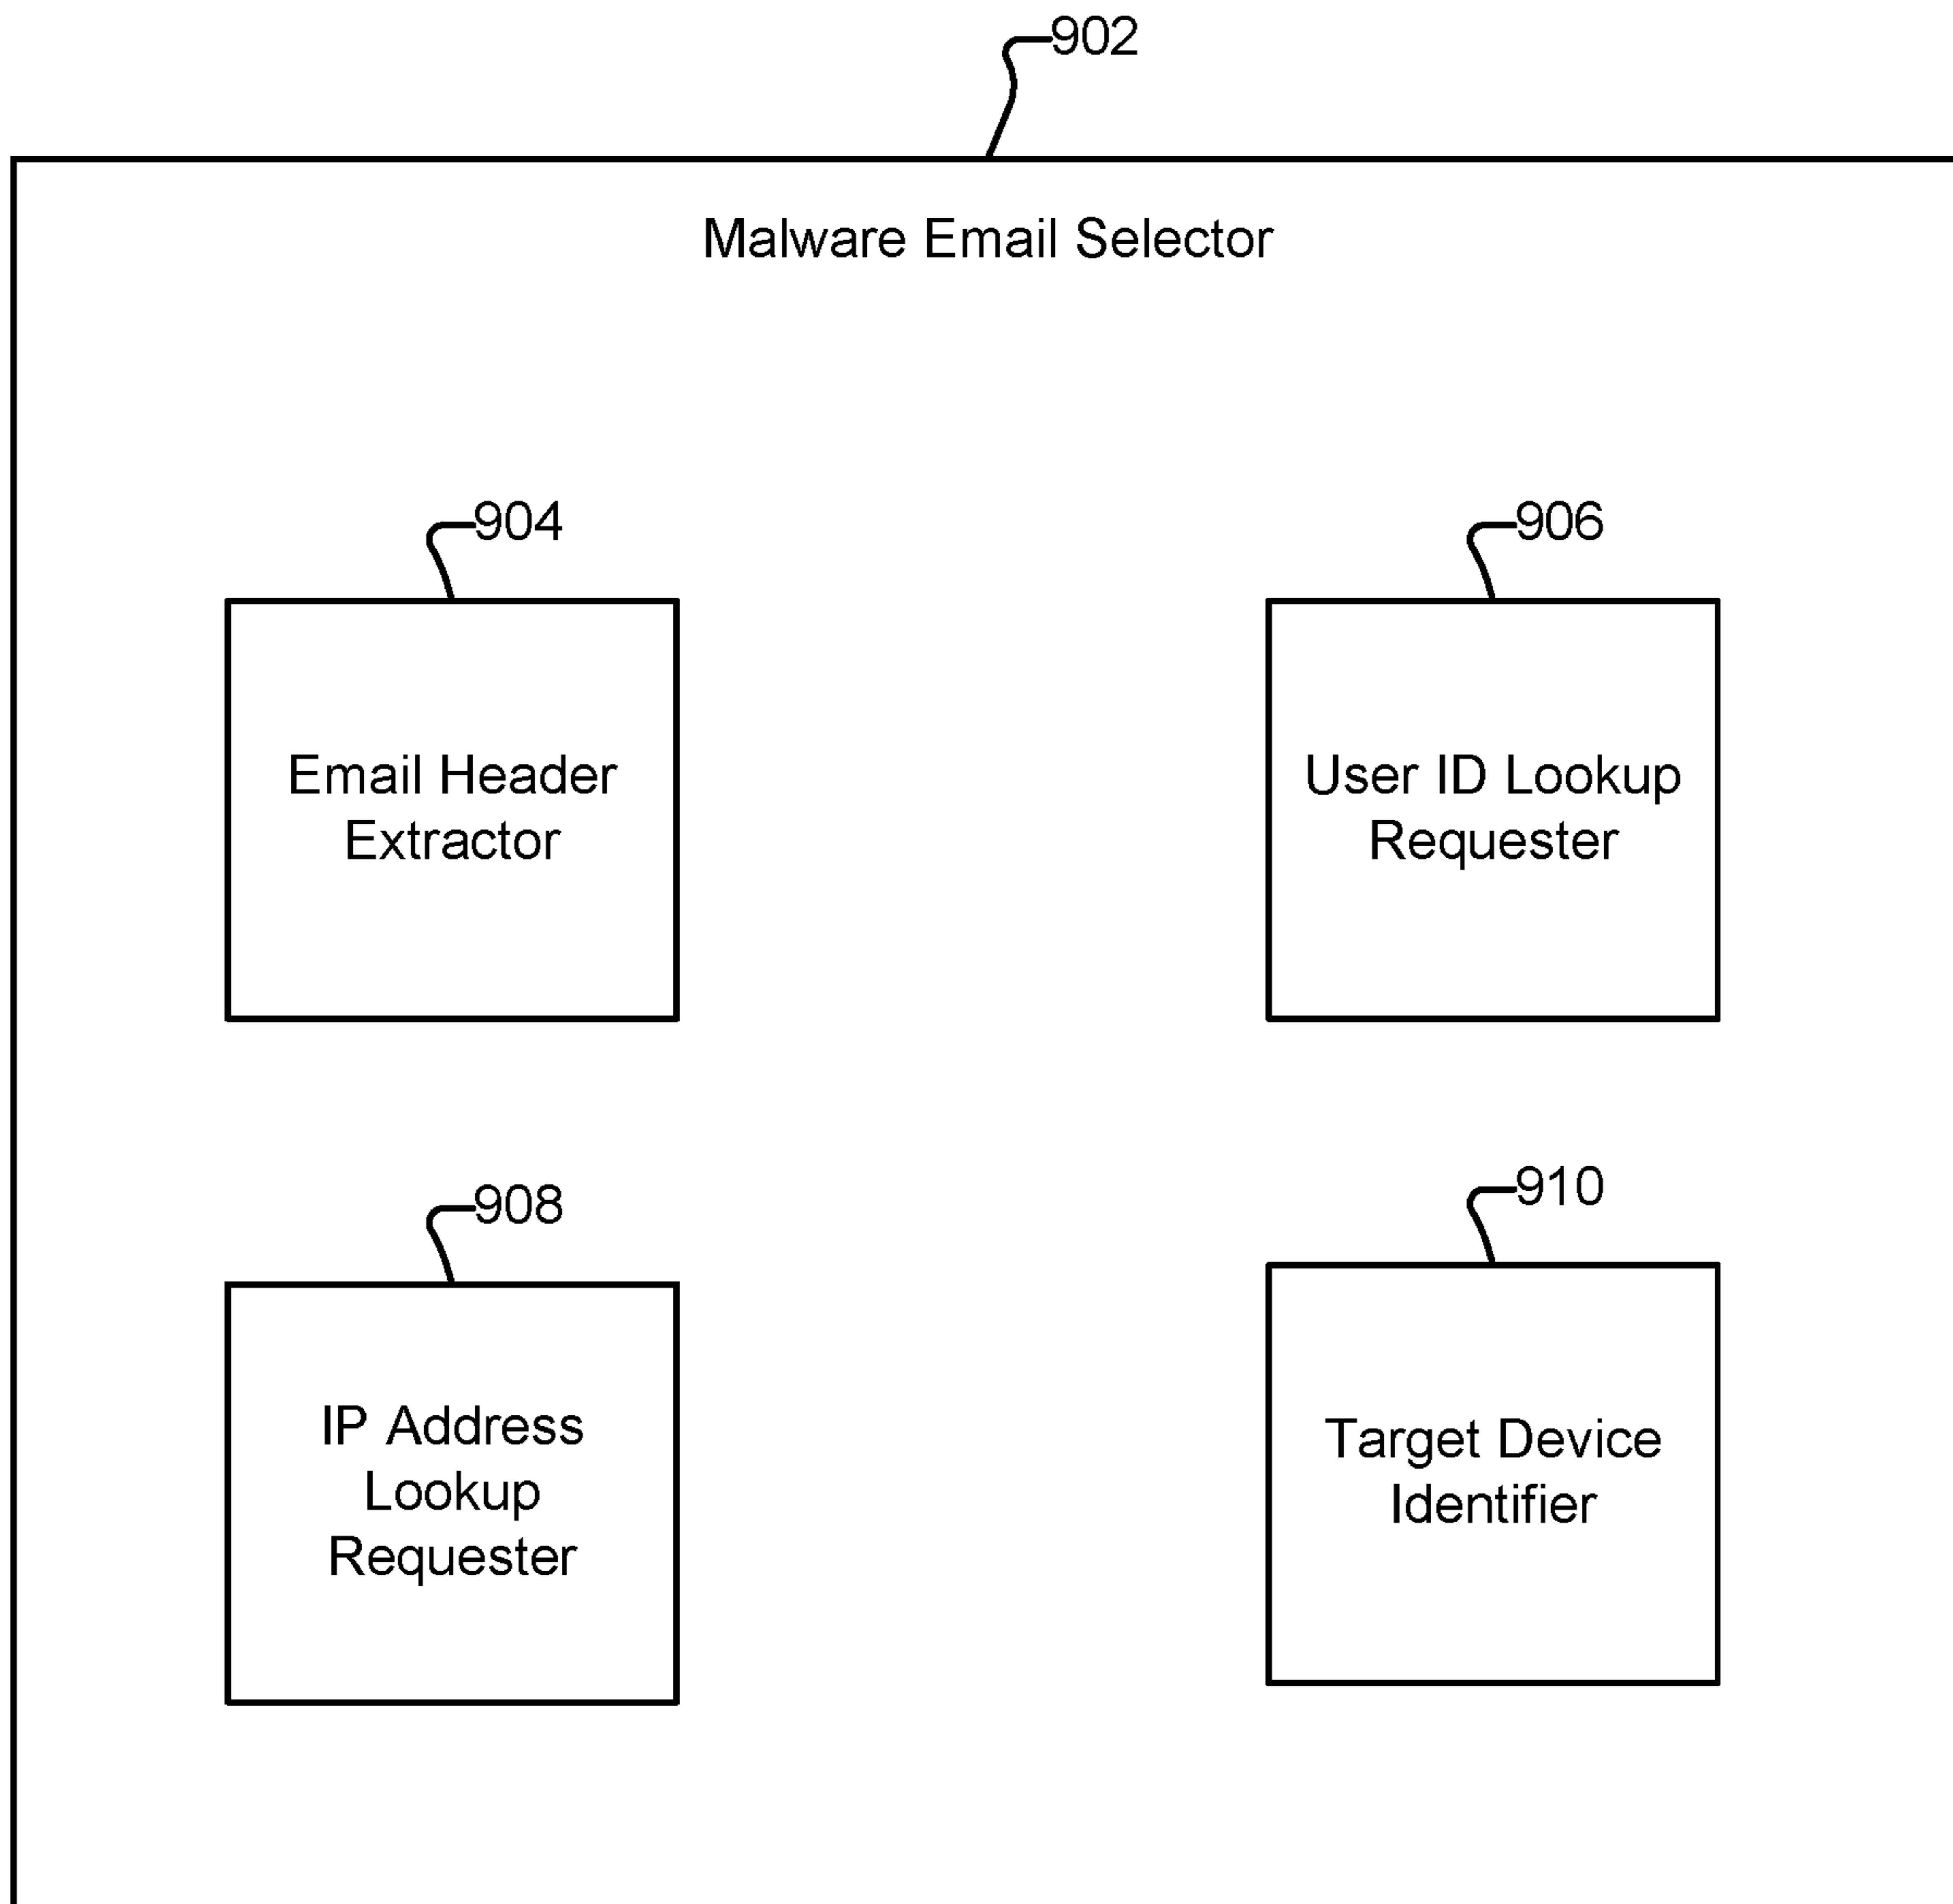 902
Malware Email Selector
904
Email Header
Extractor
906
User ID Lookup
Requester
908
IP Address
Lookup
Requester
910
Target Device
Identifier